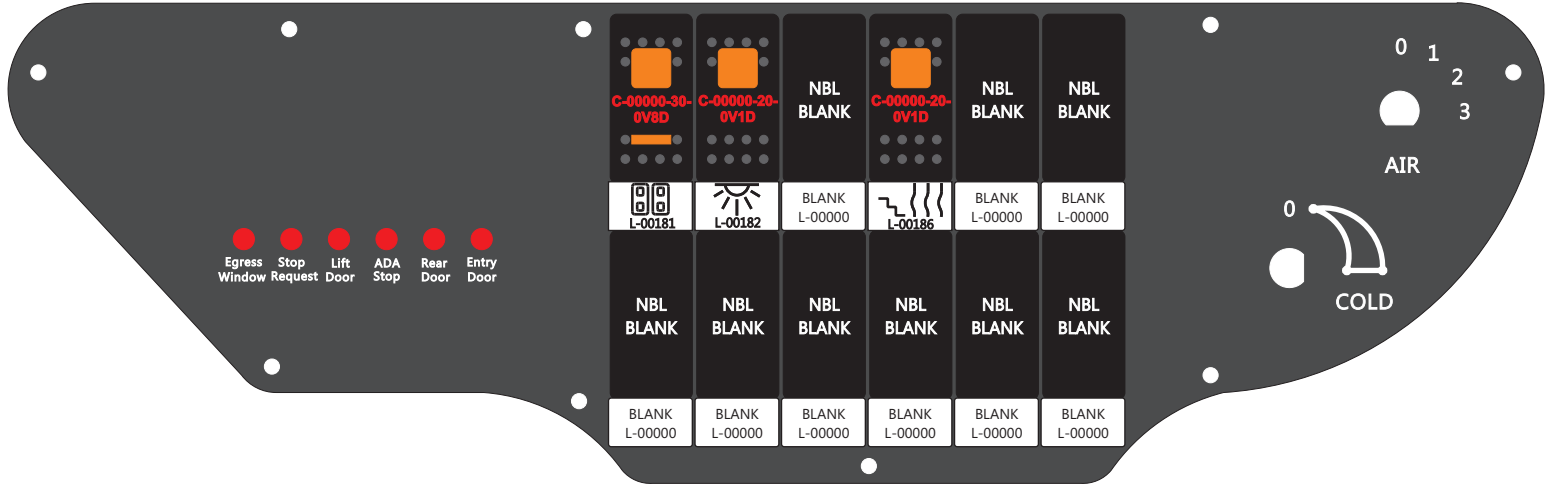 0
1
2
3
AIR
0
COLD
Egress
Window
Stop
Request
Lift
Door
ADA
Stop
Rear
Door
Entry
Door
C-00000-30-
0V8D
C-00000-20-
0V1D
NBL
BLANK
C-00000-20-
0V1D
NBL
BLANK
NBL
BLANK
L-00181
L-00182
BLANK
L-00000
L-00186
BLANK
L-00000
BLANK
L-00000
NBL
BLANK
NBL
BLANK
NBL
BLANK
NBL
BLANK
NBL
BLANK
NBL
BLANK
BLANK
L-00000
BLANK
L-00000
BLANK
L-00000
BLANK
L-00000
BLANK
L-00000
BLANK
L-00000